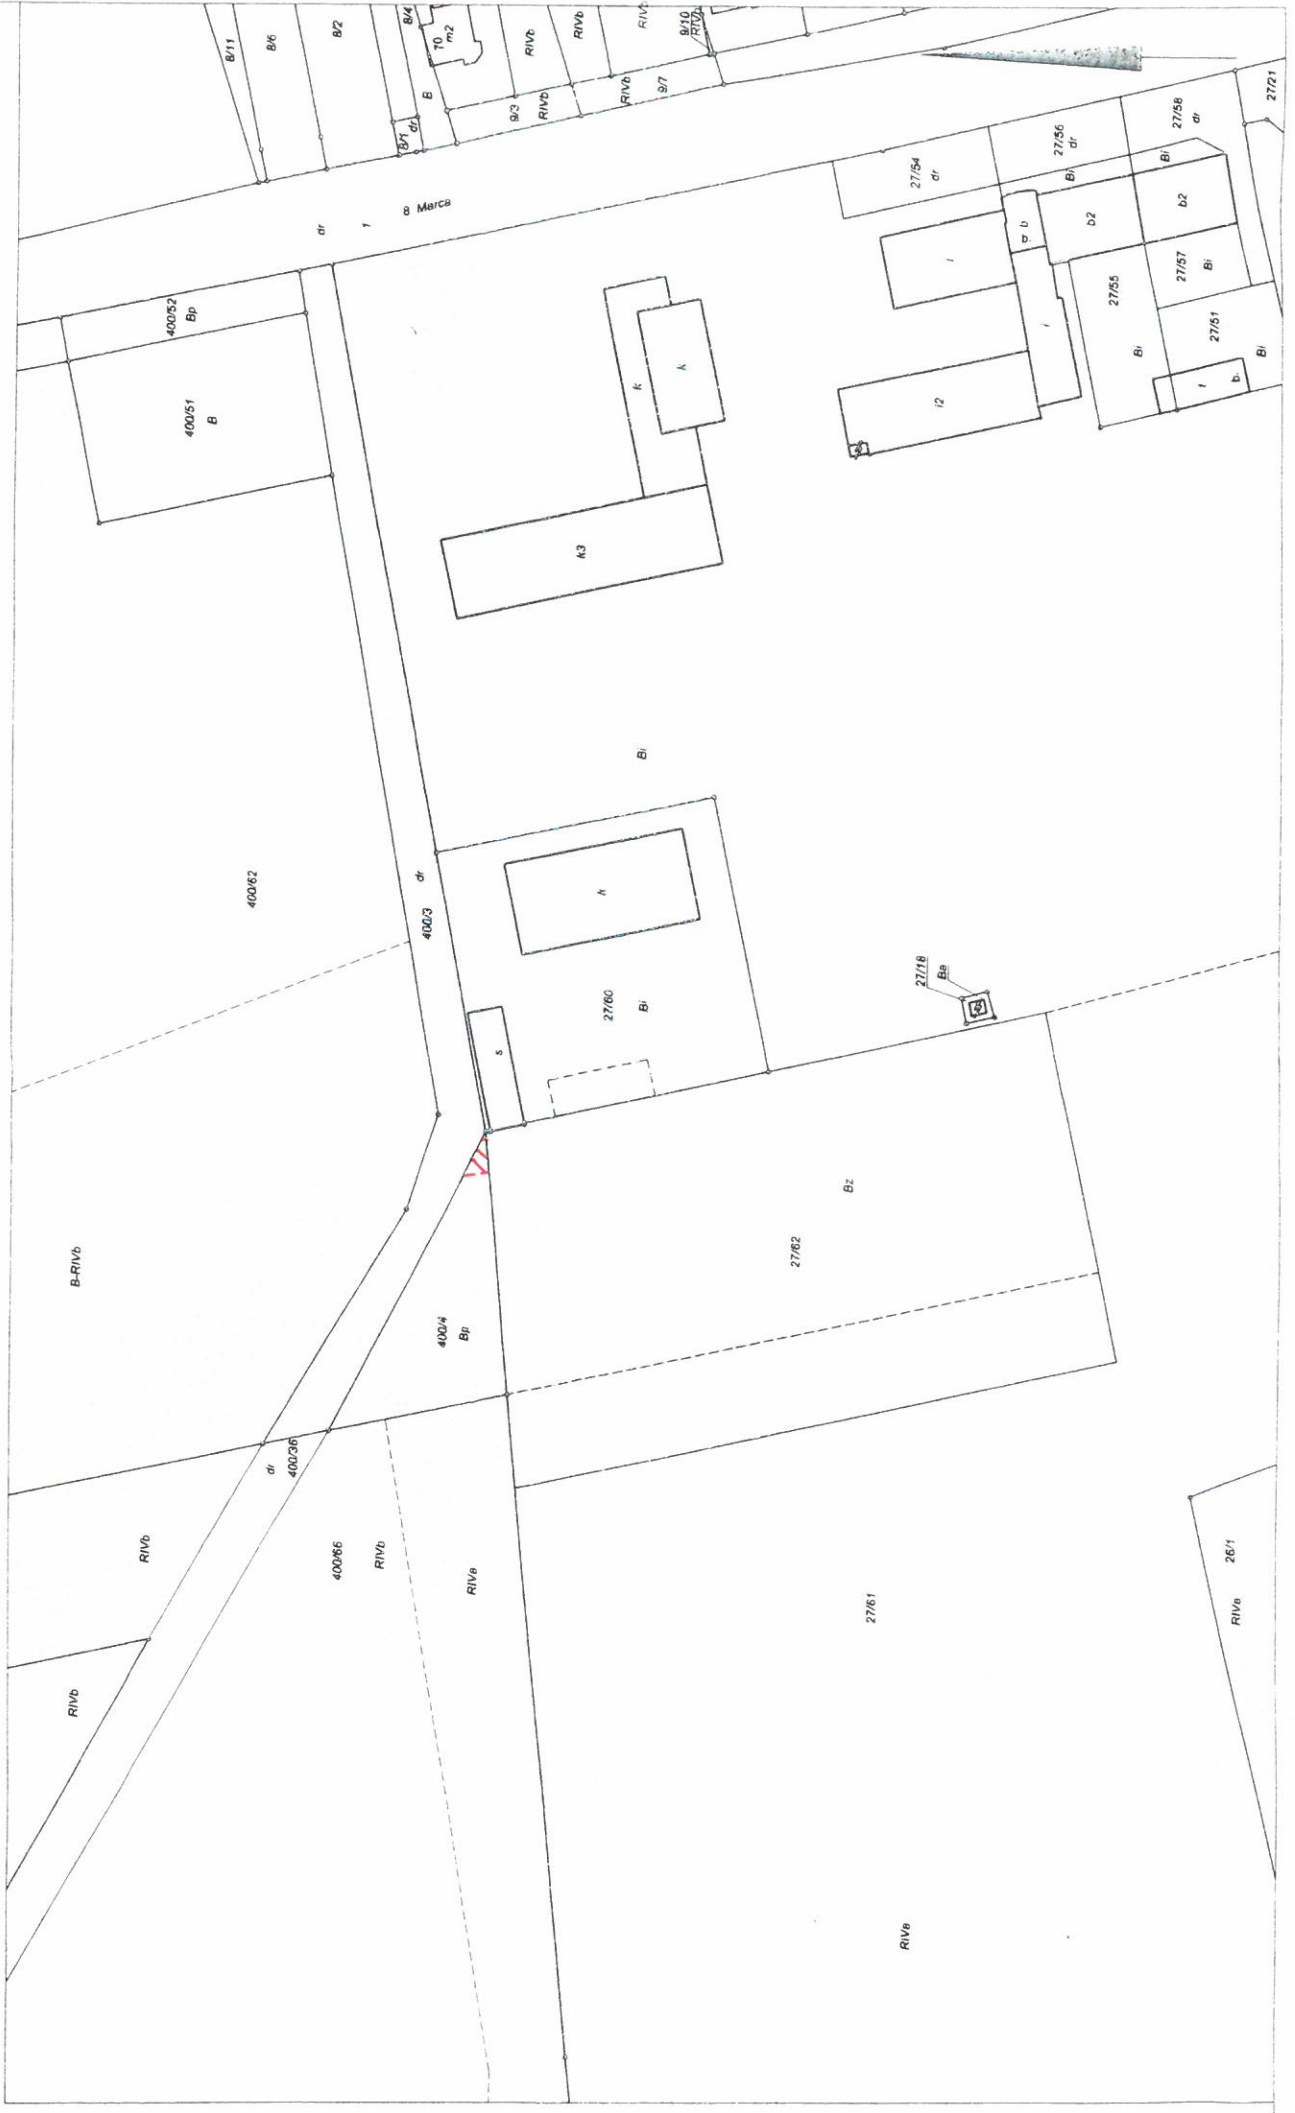 8/11
8/6
8/2
8/1
dr
8/4
70
m2
B
9/3
RIVb
RIVb
RIVb
RIVb
9/10
RIVb
RIVb
9/7
8 Marca
dr
1
27/54
dr
27/56
dr
Bi
27/58
dr
Bi
27/21
b2
b2
b
i
i
i2
27/55
Bi
27/57
Bi
27/51
Bi
b.
400/52
Bp
400/51
B
k
k
k3
Bi
400/62
dr
400/3
k
27/60
Bi
s
27/18
Ba
B-RIVb
400/4
Bp
27/62
Bz
dr
400/36
RIVb
RIVb
400/66
RIVb
RIVa
27/61
RIVa
26/1
RIVa